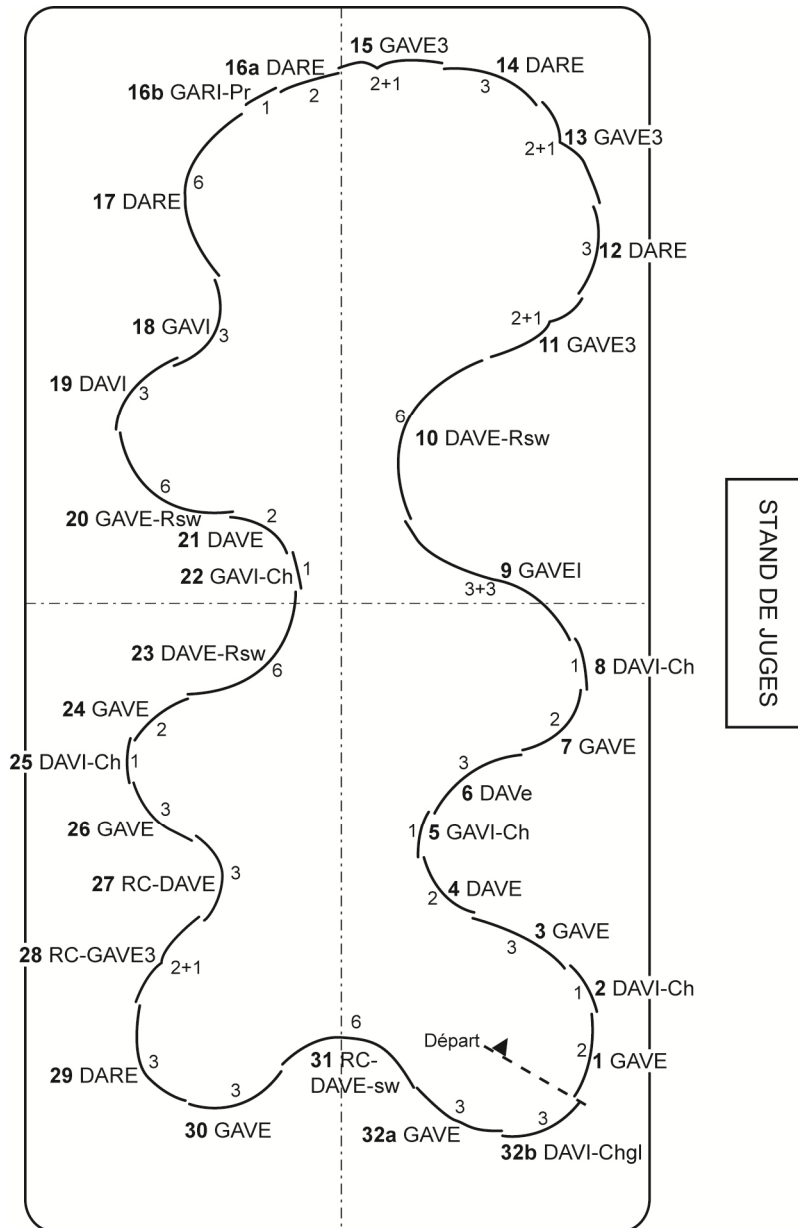 15 GAVE3
2+1
16a DARE
2
14 DARE
3
16b GARI-Pr
1
13 GAVE3
2+1
17 DARE
6
12 DARE
3
18 GAVI
3
11 GAVE3
2+1
19 DAVI
3
10 DAVE-Rsw
6
20 GAVE-Rsw
6
21 DAVE
2
22 GAVI-Ch
1
9 GAVEI
3+3
STAND DE JUGES
23 DAVE-Rsw
6
8 DAVI-Ch
1
24 GAVE
2
7 GAVE
2
25 DAVI-Ch
1
6 DAVe
3
26 GAVE
3
5 GAVI-Ch
1
27 RC-DAVE
3
4 DAVE
2
28 RC-GAVE3
2+1
3 GAVE
3
2 DAVI-Ch
1
Départ
1 GAVE
2
29 DARE
3
31 RC-
DAVE-sw
6
30 GAVE
3
32a GAVE
3
32b DAVI-Chgl
3